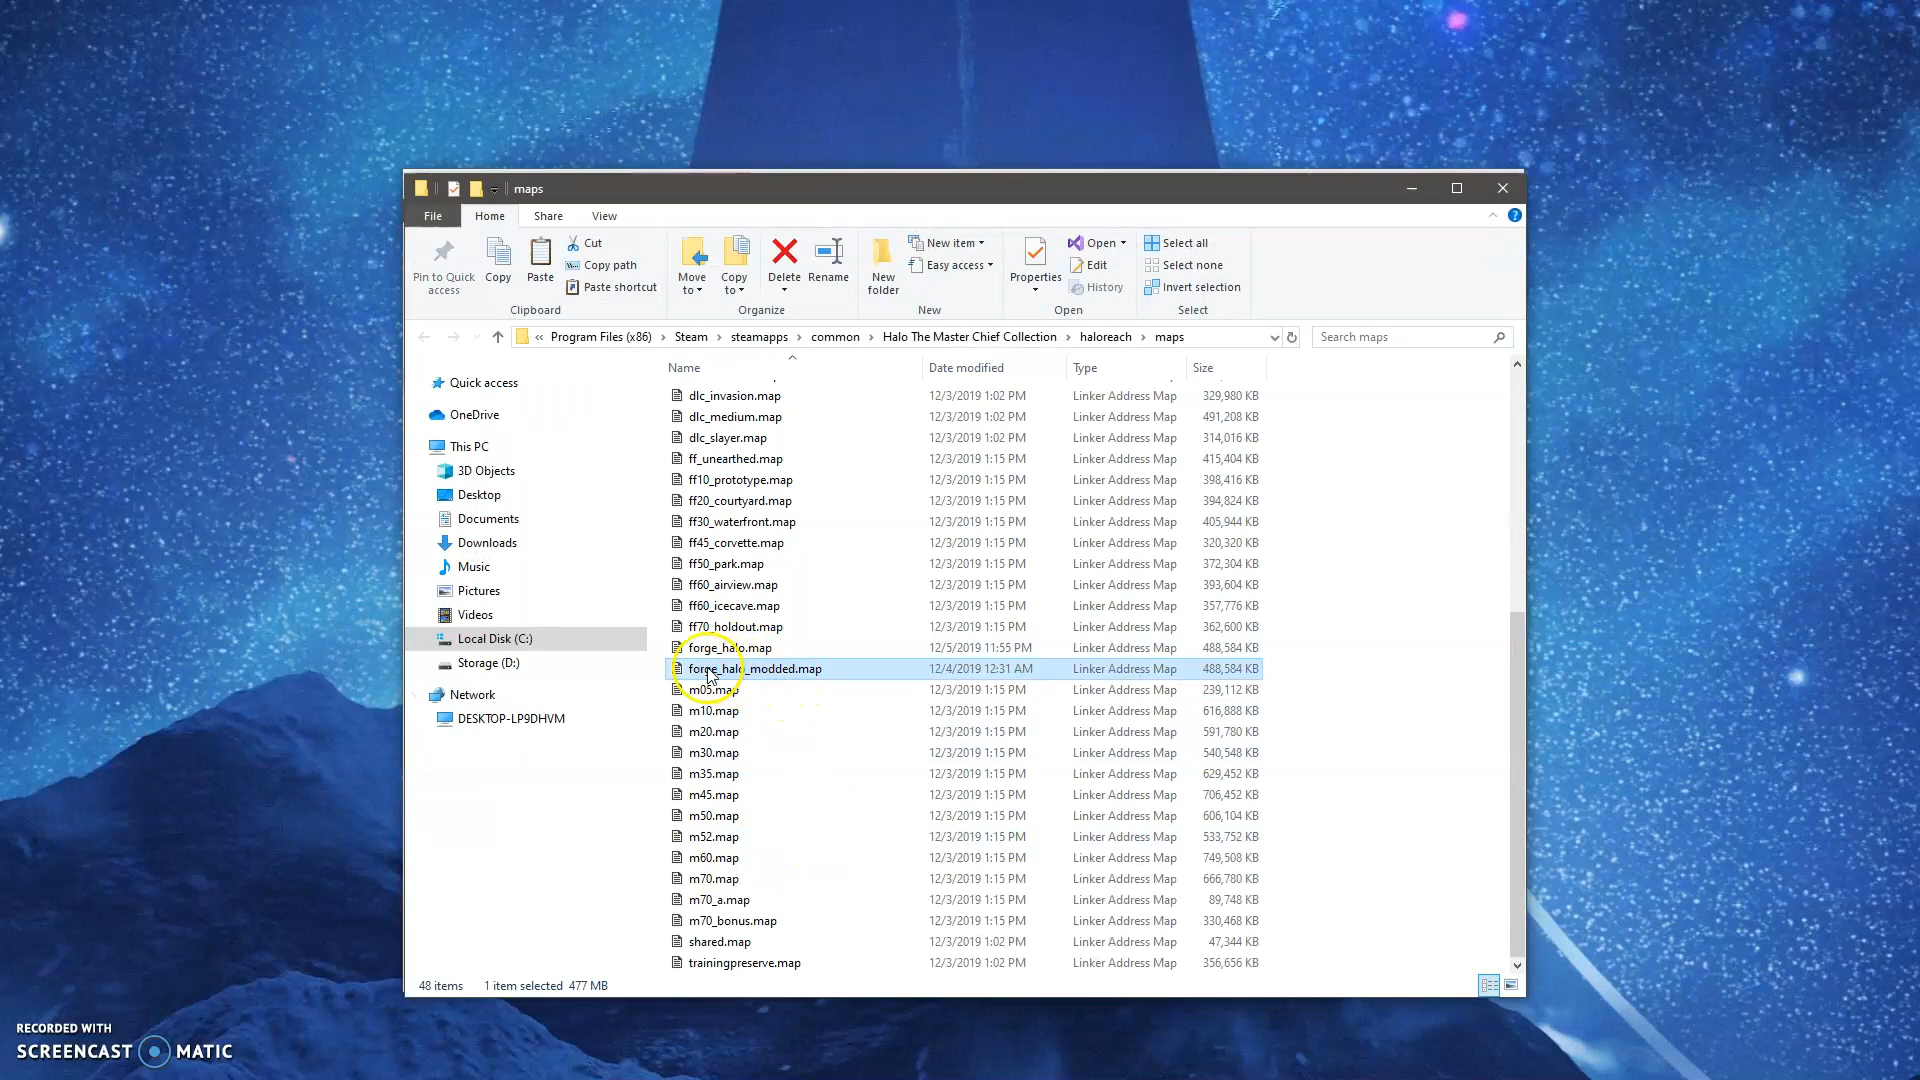 maps
File Home Share View
Pin to Quick access
Copy
Paste
Cut
Copy path
Paste shortcut
Clipboard
Move to
Copy to
Delete
Rename
Organize
New folder
New item
Easy access
New
Properties
Open
Edit
History
Open
Select all
Select none
Invert selection
Select
« Program Files (x86) > Steam > steamapps > common > Halo The Master Chief Collection > haloreach > maps
Search maps
Quick access
OneDrive
This PC
3D Objects
Desktop
Documents
Downloads
Music
Pictures
Videos
Local Disk (C:)
Storage (D:)
Network
DESKTOP-LP9DHVM
Name Date modified Type Size
dlc_invasion.map 12/3/2019 1:02 PM Linker Address Map 329,980 KB
dlc_medium.map 12/3/2019 1:02 PM Linker Address Map 491,208 KB
dlc_slayer.map 12/3/2019 1:02 PM Linker Address Map 314,016 KB
ff_unearthed.map 12/3/2019 1:15 PM Linker Address Map 415,404 KB
ff10_prototype.map 12/3/2019 1:15 PM Linker Address Map 398,416 KB
ff20_courtyard.map 12/3/2019 1:15 PM Linker Address Map 394,824 KB
ff30_waterfront.map 12/3/2019 1:15 PM Linker Address Map 405,944 KB
ff45_corvette.map 12/3/2019 1:15 PM Linker Address Map 320,320 KB
ff50_park.map 12/3/2019 1:15 PM Linker Address Map 372,304 KB
ff60_airview.map 12/3/2019 1:15 PM Linker Address Map 393,604 KB
ff60_icecave.map 12/3/2019 1:15 PM Linker Address Map 357,776 KB
ff70_holdout.map 12/3/2019 1:15 PM Linker Address Map 362,600 KB
forge_halo.map 12/5/2019 11:55 PM Linker Address Map 488,584 KB
forge_halo_modded.map 12/4/2019 12:31 AM Linker Address Map 488,584 KB
m05.map 12/3/2019 1:15 PM Linker Address Map 239,112 KB
m10.map 12/3/2019 1:15 PM Linker Address Map 616,888 KB
m20.map 12/3/2019 1:15 PM Linker Address Map 591,780 KB
m30.map 12/3/2019 1:15 PM Linker Address Map 540,548 KB
m35.map 12/3/2019 1:15 PM Linker Address Map 629,452 KB
m45.map 12/3/2019 1:15 PM Linker Address Map 706,452 KB
m50.map 12/3/2019 1:15 PM Linker Address Map 606,104 KB
m52.map 12/3/2019 1:15 PM Linker Address Map 533,752 KB
m60.map 12/3/2019 1:15 PM Linker Address Map 749,508 KB
m70.map 12/3/2019 1:15 PM Linker Address Map 666,780 KB
m70_a.map 12/3/2019 1:15 PM Linker Address Map 89,748 KB
m70_bonus.map 12/3/2019 1:15 PM Linker Address Map 330,468 KB
shared.map 12/3/2019 1:02 PM Linker Address Map 47,344 KB
trainingpreserve.map 12/3/2019 1:02 PM Linker Address Map 356,656 KB
48 items 1 item selected 477 MB
RECORDED WITH
SCREENCAST MATIC